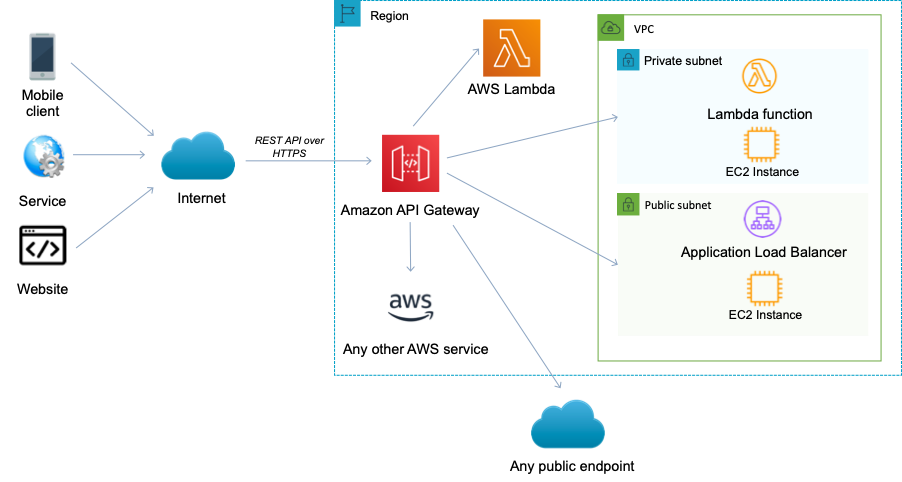 Region
VPC
Mobile
client
AWS Lambda
Private subnet
Lambda function
EC2 Instance
REST API over
HTTPS
Service
Internet
Amazon API Gateway
Public subnet
Application Load Balancer
EC2 Instance
Website
aws
Any other AWS service
Any public endpoint